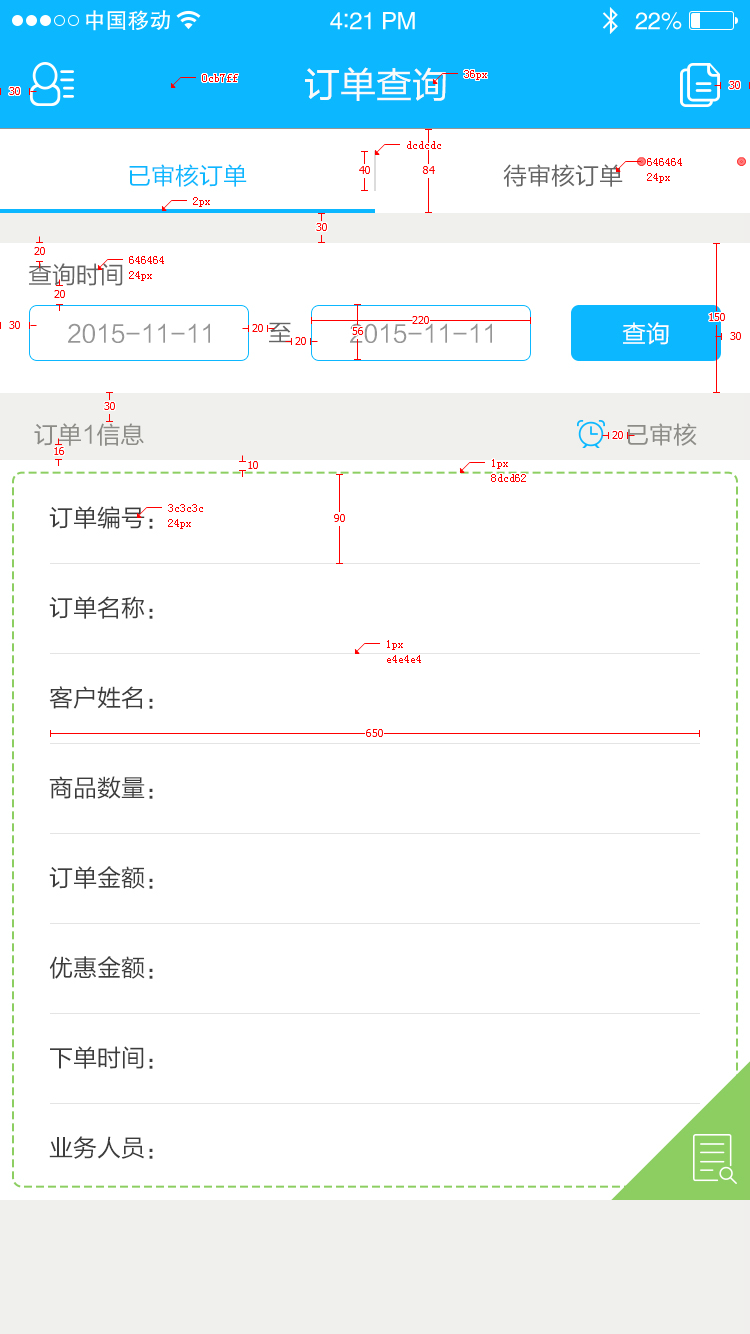 中国移动 4:21 PM 22%
30 0cb7ff 订单查询 36px 30
已审核订单 40 dcdcdc 84 待审核订单 646464 24px
2px
30
20
查询时间 646464 24px
20
30 2015-11-11 20 至 20 2015-11-11 220 56 查询 150 30
30
订单1信息 20 已审核
16
10 1px 8dcd62
订单编号: 3c3c3c 24px 90
订单名称:
1px e4e4e4
客户姓名:
650
商品数量:
订单金额:
优惠金额:
下单时间:
业务人员: